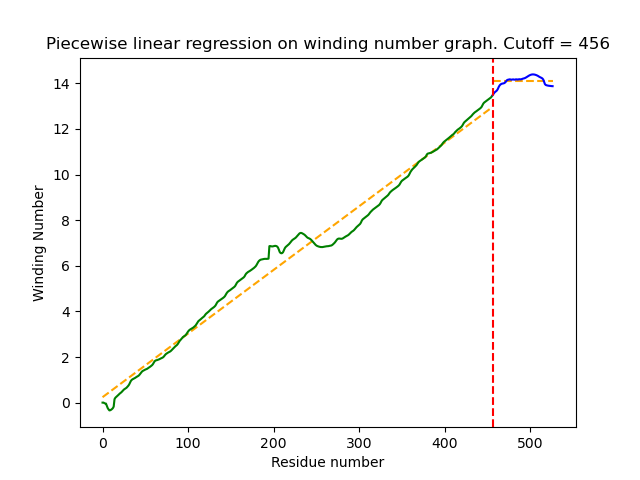 Piecewise linear regression on winding number graph. Cutoff = 456
14
12
10
8
6
4
2
0
Winding Number
0 100 200 300 400 500
Residue number